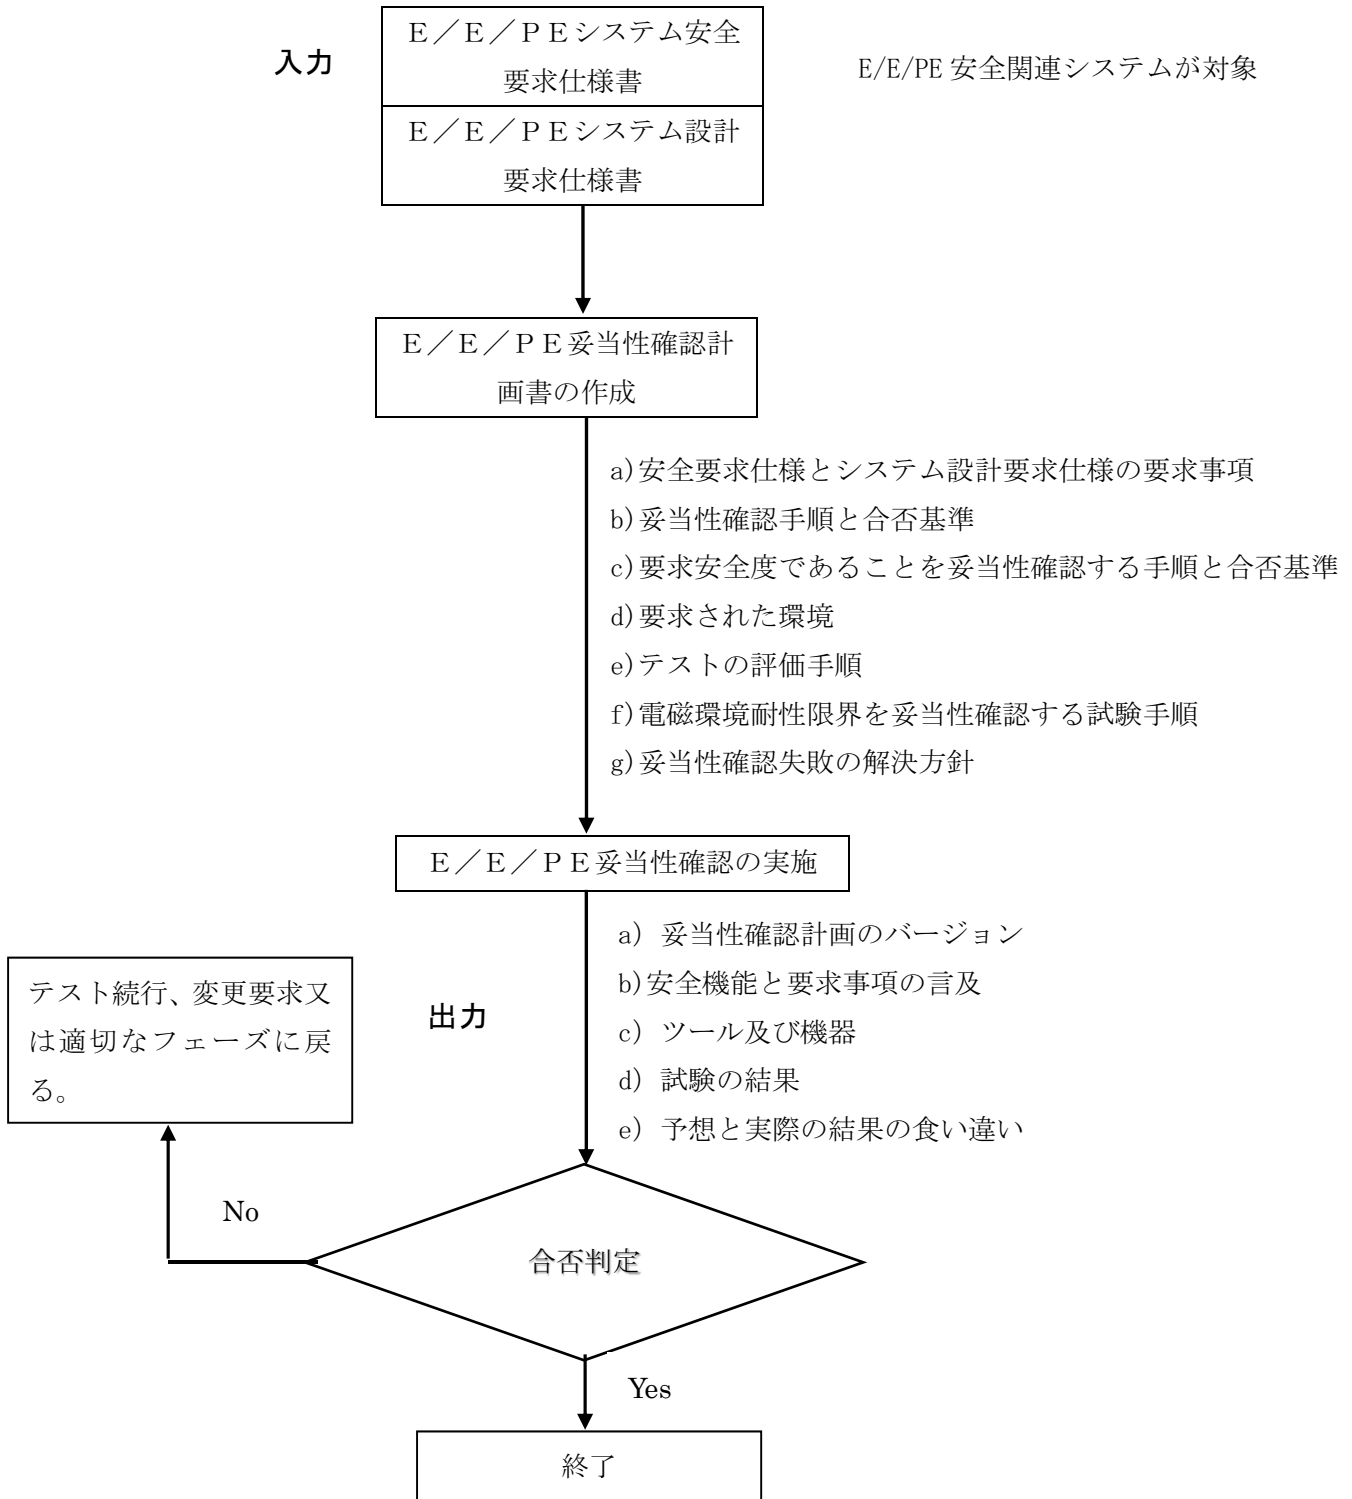 入力
Ｅ／Ｅ／ＰＥシステム安全
要求仕様書
E/E/PE 安全関連システムが対象
Ｅ／Ｅ／ＰＥシステム設計
要求仕様書
Ｅ／Ｅ／ＰＥ妥当性確認計
画書の作成
a)安全要求仕様とシステム設計要求仕様の要求事項
b)妥当性確認手順と合否基準
c)要求安全度であることを妥当性確認する手順と合否基準
d)要求された環境
e)テストの評価手順
f)電磁環境耐性限界を妥当性確認する試験手順
g)妥当性確認失敗の解決方針
Ｅ／Ｅ／ＰＥ妥当性確認の実施
出力
a) 妥当性確認計画のバージョン
b)安全機能と要求事項の言及
c) ツール及び機器
d) 試験の結果
e) 予想と実際の結果の食い違い
テスト続行、変更要求又
は適切なフェーズに戻
る。
No
合否判定
Yes
終了